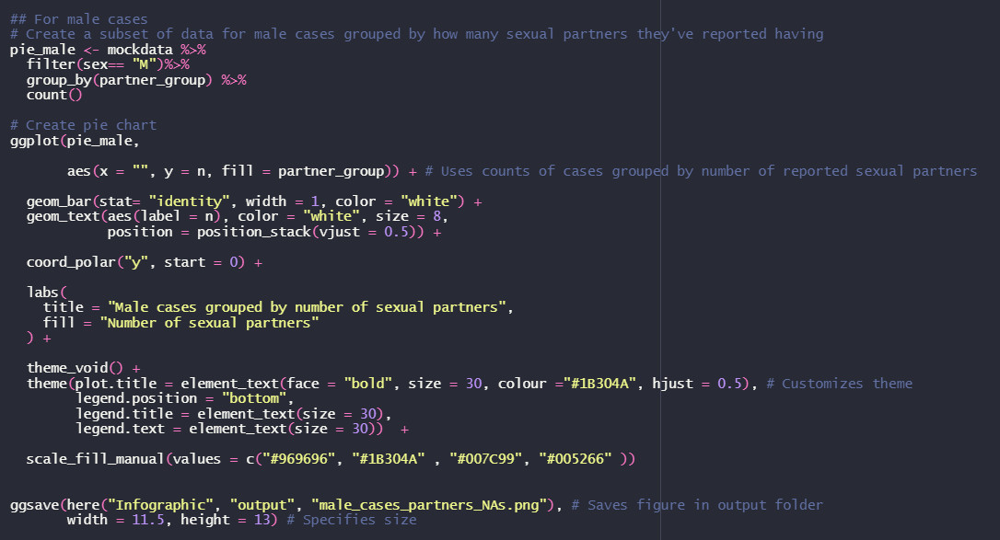 ## For male cases
# Create a subset of data for male cases grouped by how many sexual partners they've reported having
pie_male <- mockdata %>%
  filter(sex== "M")%>%
  group_by(partner_group) %>%
  count()
# Create pie chart
ggplot(pie_male,
       aes(x = "", y = n, fill = partner_group)) + # Uses counts of cases grouped by number of reported sexual partners
  geom_bar(stat= "identity", width = 1, color = "white") +
  geom_text(aes(label = n), color = "white", size = 8,
            position = position_stack(vjust = 0.5)) +
  coord_polar("y", start = 0) +
  labs(
    title = "Male cases grouped by number of sexual partners",
    fill = "Number of sexual partners"
  ) +
  theme_void() +
  theme(plot.title = element_text(face = "bold", size = 30, colour ="#1B304A", hjust = 0.5), # Customizes theme
        legend.position = "bottom",
        legend.title = element_text(size = 30),
        legend.text = element_text(size = 30))  +
  scale_fill_manual(values = c("#969696", "#1B304A" , "#007C99", "#005266" ))
ggsave(here("Infographic", "output", "male_cases_partners_NAs.png"), # Saves figure in output folder
       width = 11.5, height = 13) # Specifies size